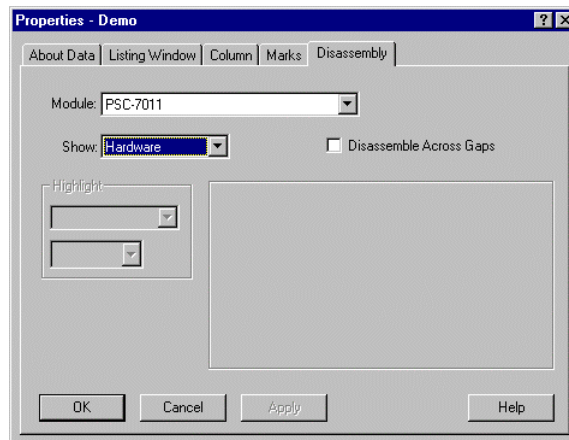 Properties - Demo
About Data Listing Window Column Marks Disassembly
Module: PSC-7011
Show: Hardware Disassemble Across Gaps
Highlight
OK Cancel Apply Help